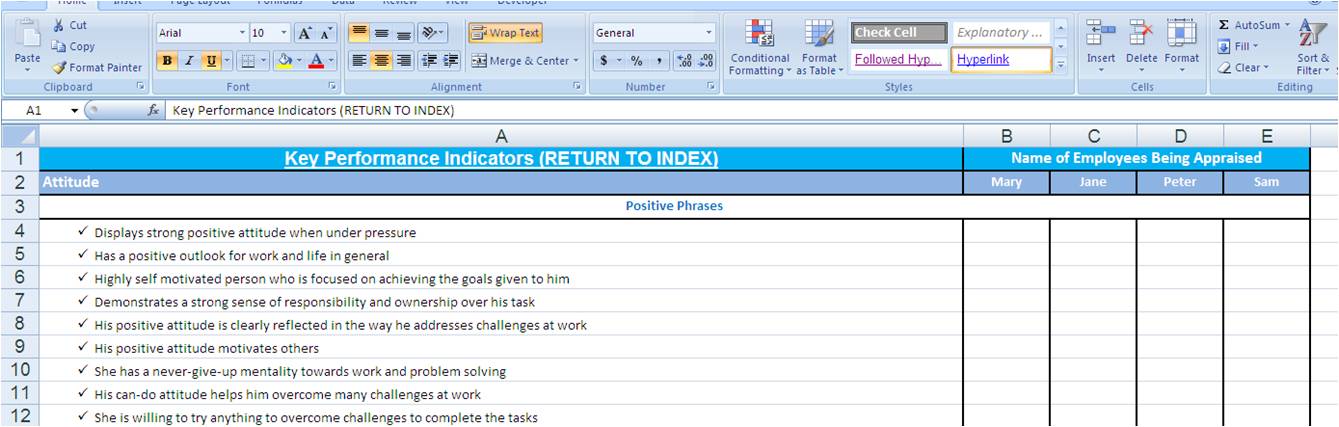 Home Insert Page Layout Formulas Data Review View Developer
Cut
Copy
Format Painter
Paste
Clipboard
Arial 10
B I U
Font
Wrap Text
Merge & Center
Alignment
General
$ % , .00
Number
Conditional Formatting
Format as Table
Check Cell Explanatory ...
Followed Hyp... Hyperlink
Styles
Insert Delete Format
Cells
Σ AutoSum
Fill
Clear
Sort & Filter
Editing
A1 fx Key Performance Indicators (RETURN TO INDEX)
A B C D E
1 Key Performance Indicators (RETURN TO INDEX) Name of Employees Being Appraised
2 Attitude Mary Jane Peter Sam
3 Positive Phrases
4 ✓ Displays strong positive attitude when under pressure
5 ✓ Has a positive outlook for work and life in general
6 ✓ Highly self motivated person who is focused on achieving the goals given to him
7 ✓ Demonstrates a strong sense of responsibility and ownership over his task
8 ✓ His positive attitude is clearly reflected in the way he addresses challenges at work
9 ✓ His positive attitude motivates others
10 ✓ She has a never-give-up mentality towards work and problem solving
11 ✓ His can-do attitude helps him overcome many challenges at work
12 ✓ She is willing to try anything to overcome challenges to complete the tasks